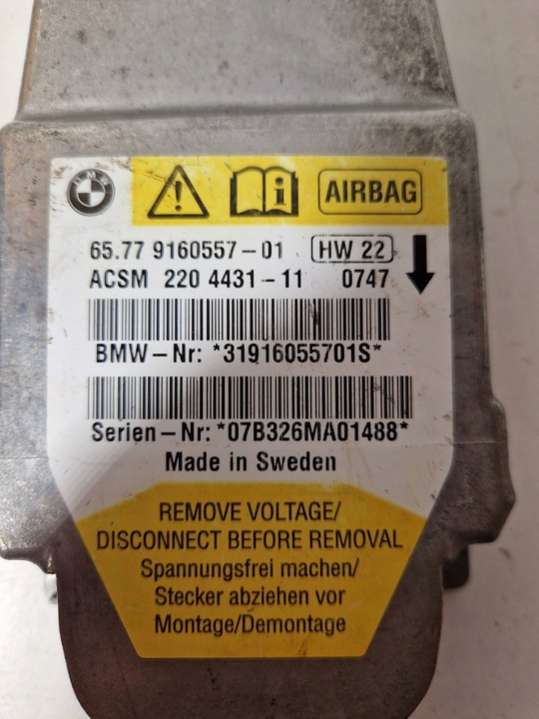 BMW
AIRBAG
65.77 9160557-01 HW 22
ACSM 220 4431-11 0747
BMW-Nr: *31916055701S*
Serien-Nr: *07B326MA01488*
Made in Sweden
REMOVE VOLTAGE/
DISCONNECT BEFORE REMOVAL
Spannungsfrei machen/
Stecker abziehen vor
Montage/Demontage